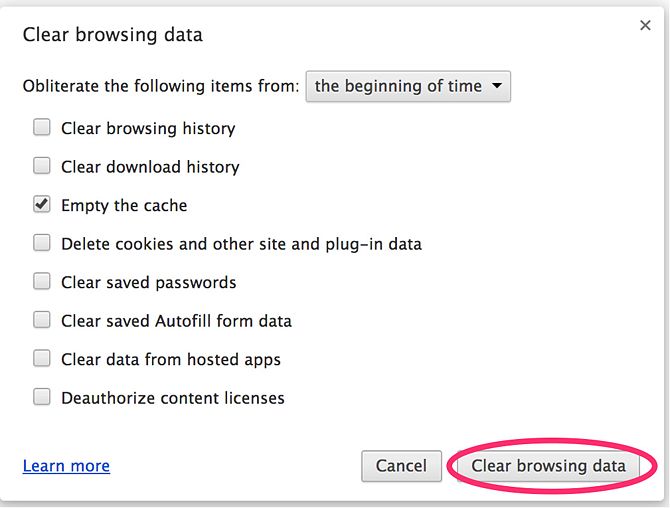 Clear browsing data
Obliterate the following items from: the beginning of time
Clear browsing history
Clear download history
Empty the cache
Delete cookies and other site and plug-in data
Clear saved passwords
Clear saved Autofill form data
Clear data from hosted apps
Deauthorize content licenses
Learn more Cancel Clear browsing data